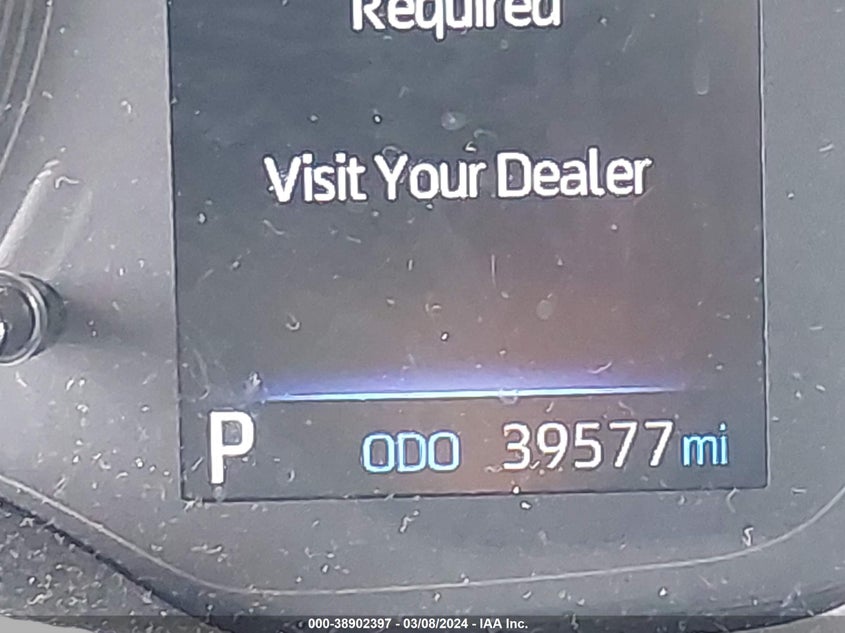 Required
Visit Your Dealer
P ODO 39577 mi
000-38902397 - 03/08/2024 - IAA Inc.